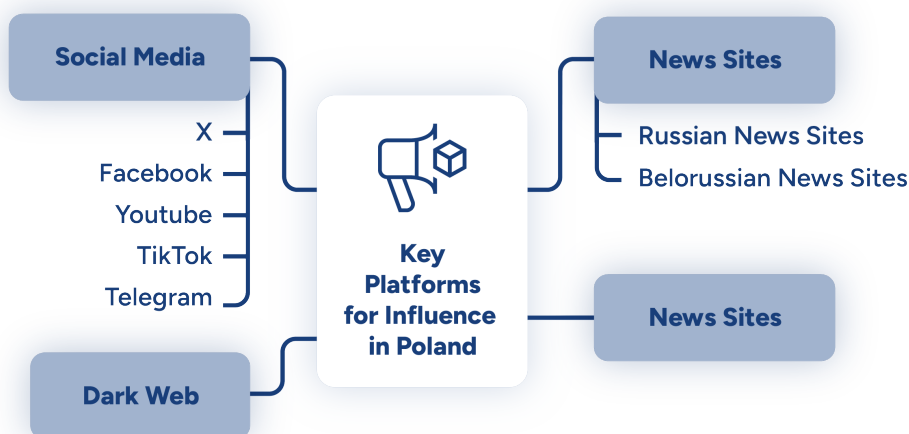 Social Media
X
Facebook
Youtube
TikTok
Telegram
Dark Web
Key
Platforms
for Influence
in Poland
News Sites
Russian News Sites
Belorussian News Sites
News Sites